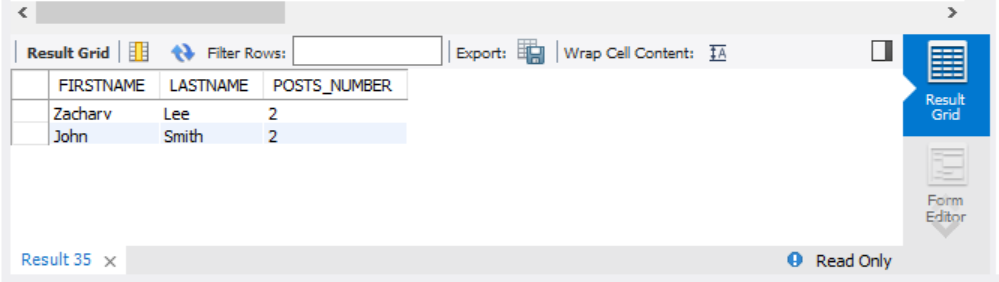 Result Grid Filter Rows: Export: Wrap Cell Content: IA
FIRSTNAME LASTNAME POSTS_NUMBER
Zachary Lee 2
John Smith 2
Result
Grid
Form
Editor
Result 35 × Read Only